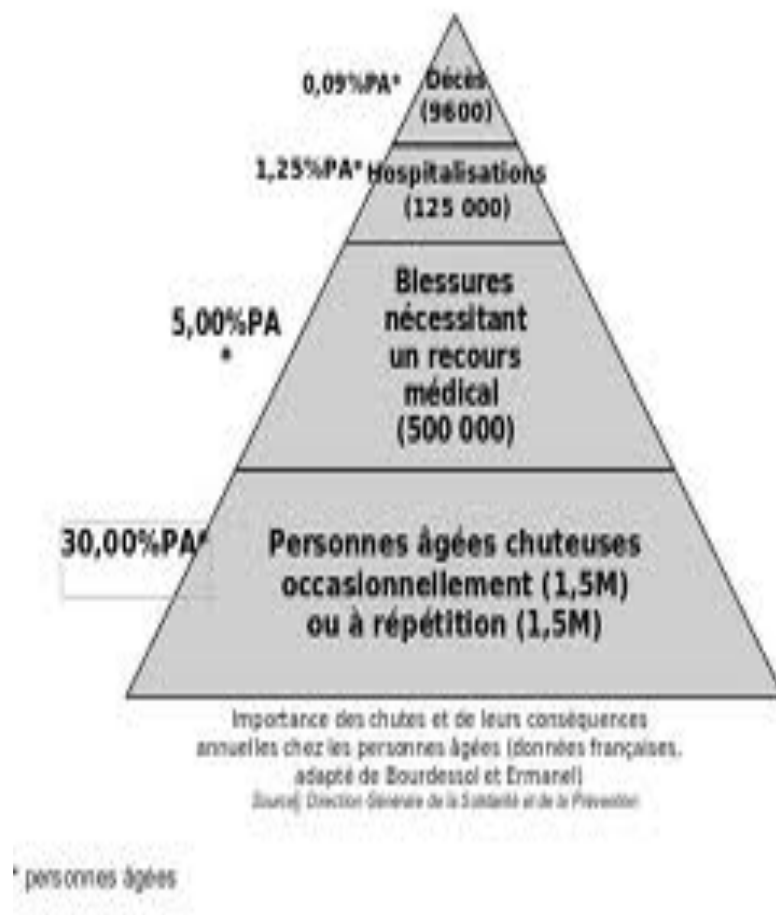 0,09%PA*
Décès
(9600)
1,25%PA*
Hospitalisations
(125 000)
5,00%PA
*
Blessures
nécessitant
un recours
médical
(500 000)
30,00%PA*
Personnes âgées chuteuses
occasionnellement (1,5M)
ou à répétition (1,5M)
Importance des chutes et de leurs conséquences
annuelles chez les personnes âgées (données françaises,
adapté de Bourdessol et Ermanel)
Source: Direction Générale de la Solidarité et de la Prévention
* personnes âgées